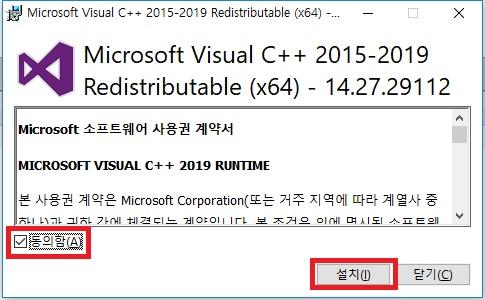 Microsoft Visual C++ 2015-2019 Redistributable (x64) -...
Microsoft Visual C++ 2015-2019
Redistributable (x64) - 14.27.29112
Microsoft 소프트웨어 사용권 계약서
MICROSOFT VISUAL C++ 2019 RUNTIME
본 사용권 계약은 Microsoft Corporation(또는 거주 지역에 따라 계열사 중
하나)과 귀하 간에 체결되는 계약입니다. 본 조건은 위에 명시된 소프트웨
동의함(A)
설치(I)
닫기(C)